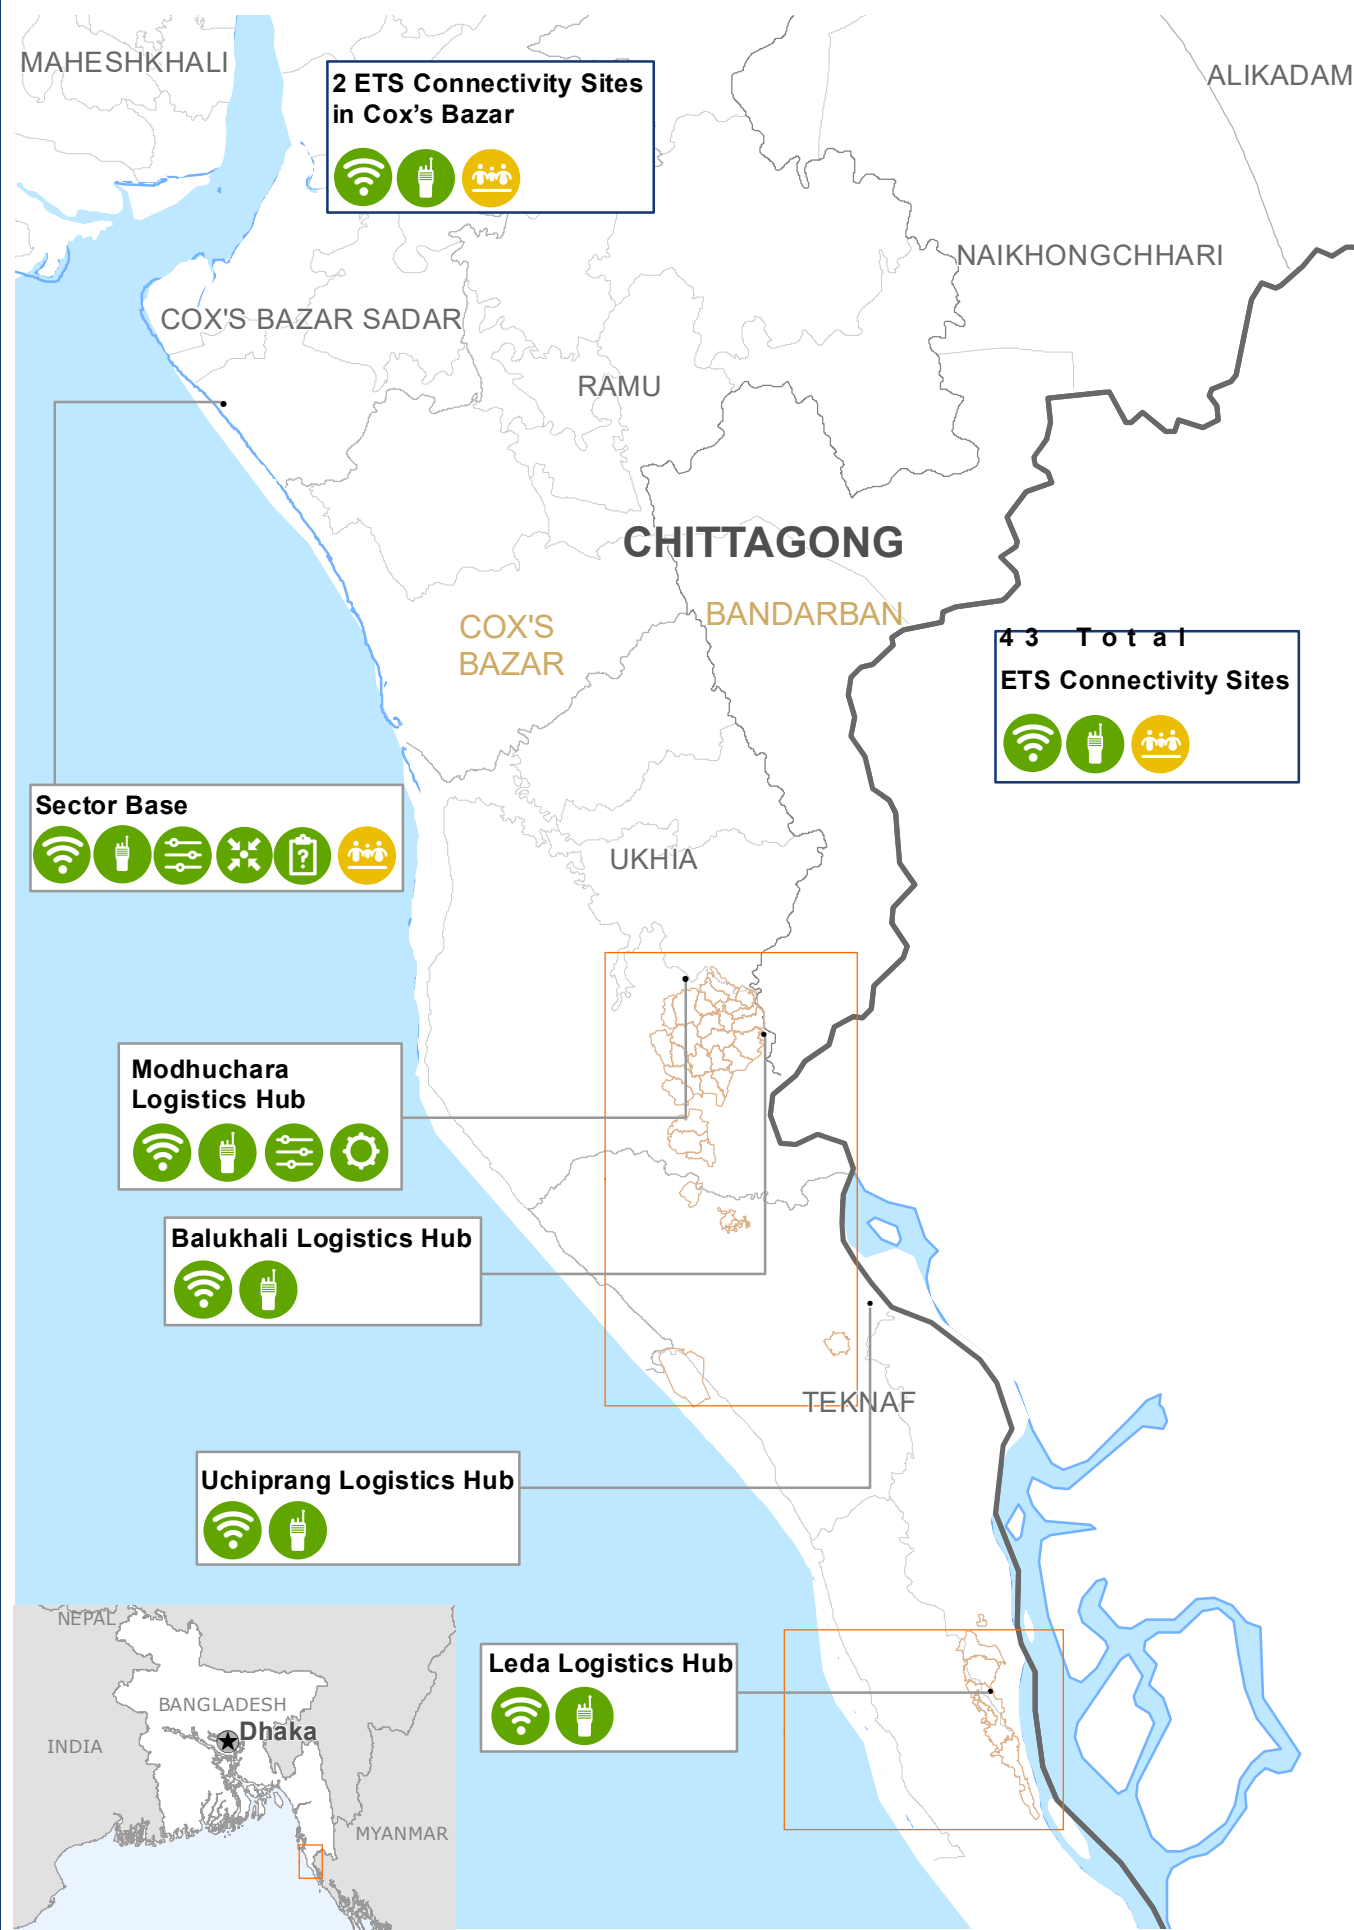 MAHESHKHALI
2 ETS Connectivity Sites
in Cox's Bazar
ALIKADAM
NAIKHONGCHHARI
COX'S BAZAR SADAR
RAMU
CHITTAGONG
BANDARBAN
COX'S
BAZAR
43 Total
ETS Connectivity Sites
Sector Base
?
UKHIA
Modhuchara
Logistics Hub
Balukhali Logistics Hub
TEKNAF
Uchiprang Logistics Hub
Leda Logistics Hub
NEPAL
BANGLADESH
Dhaka
INDIA
MYANMAR